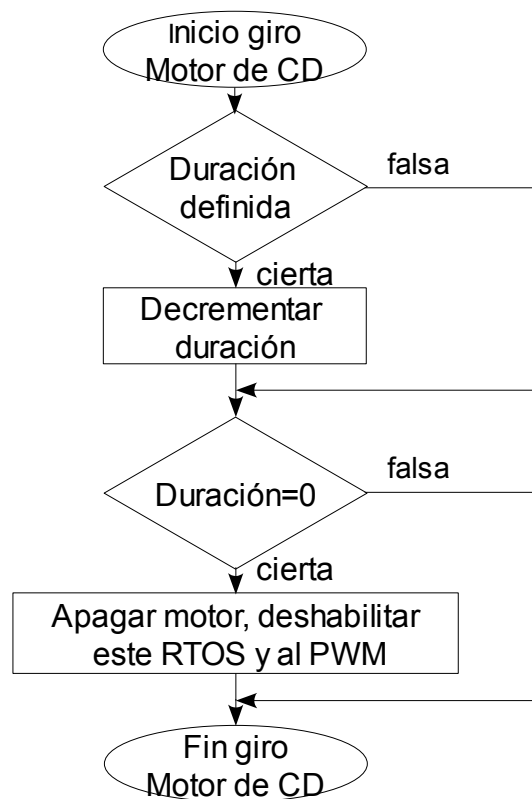 Inicio giro
Motor de CD
Duración
definida
falsa
cierta
Decrementar
duración
Duración=0
falsa
cierta
Apagar motor, deshabilitar
este RTOS y al PWM
Fin giro
Motor de CD